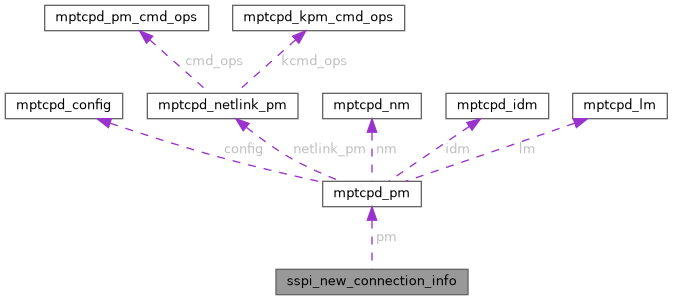 mptcpd_pm_cmd_ops
mptcpd_kpm_cmd_ops
cmd_ops
kcmd_ops
mptcpd_config
mptcpd_netlink_pm
mptcpd_nm
mptcpd_idm
mptcpd_lm
config
netlink_pm
nm
idm
lm
mptcpd_pm
pm
sspi_new_connection_info